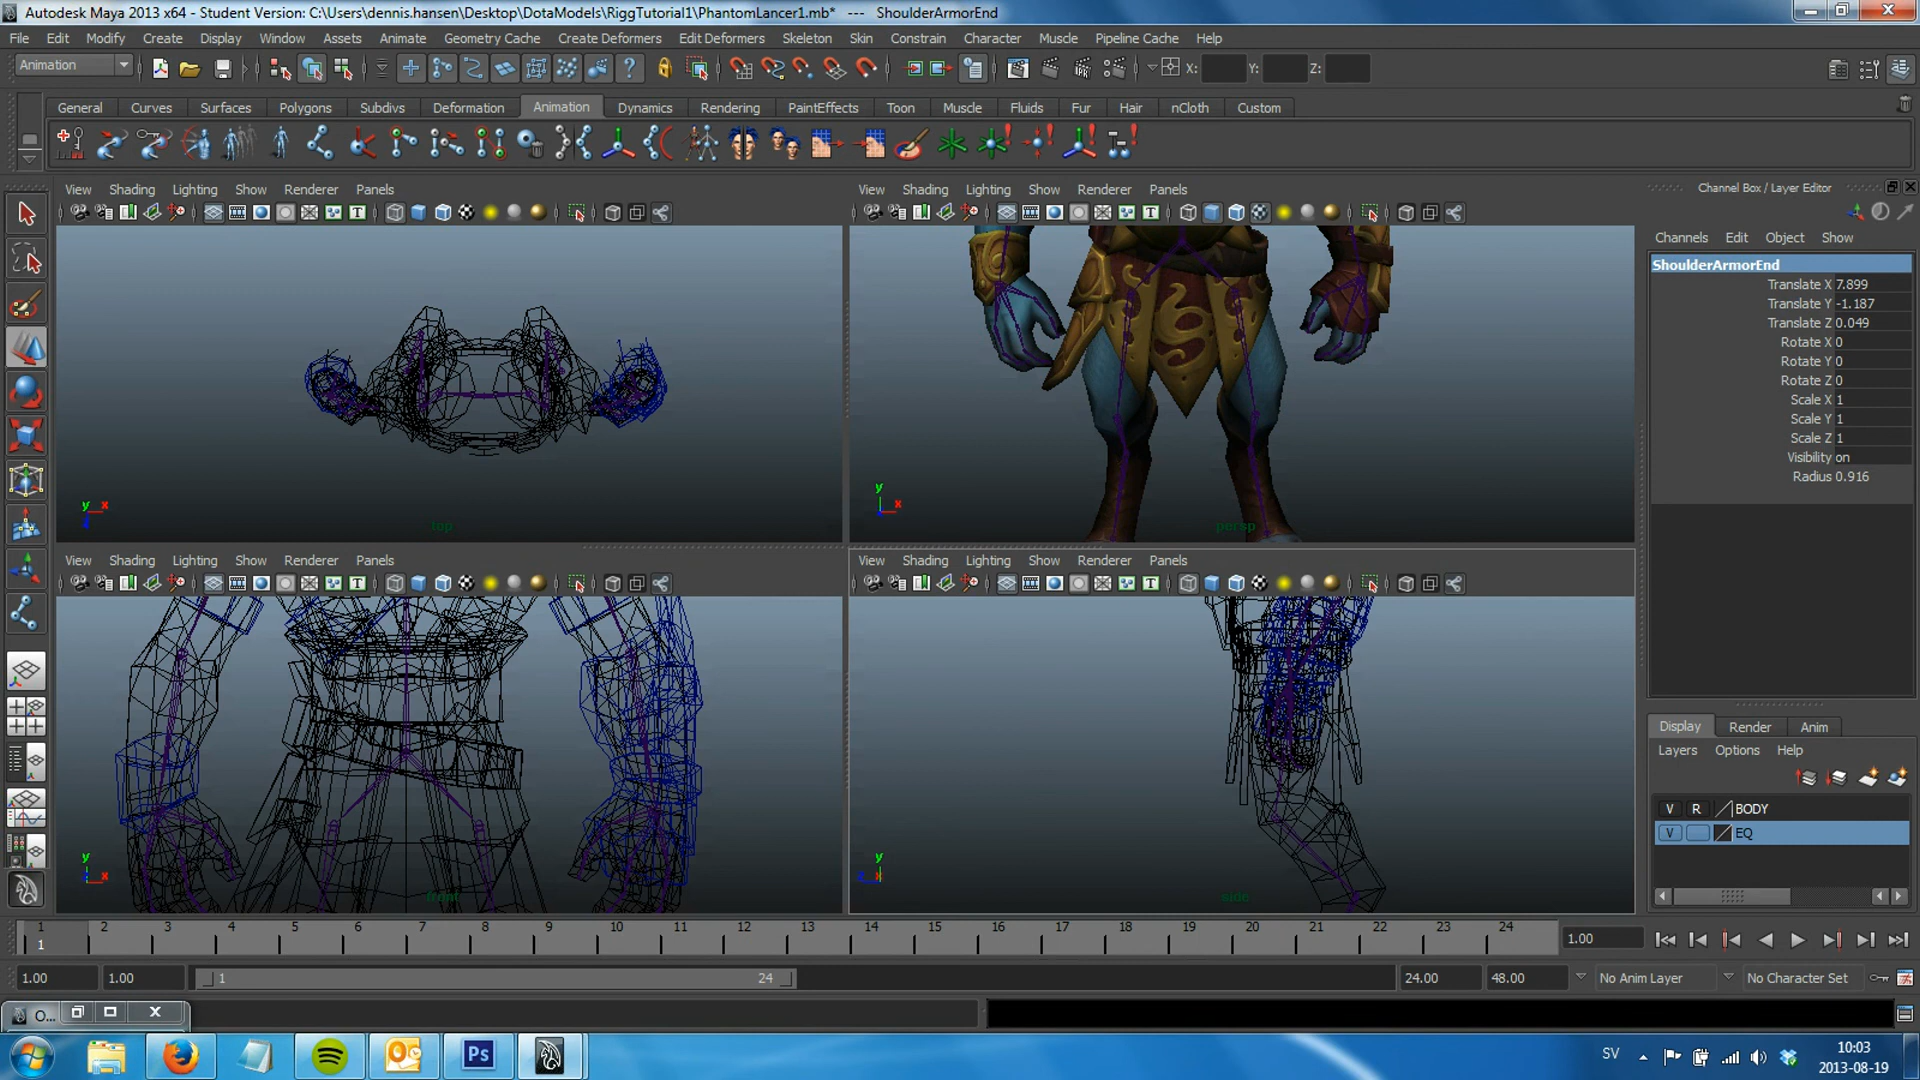 Autodesk Maya 2013 x64 - Student Version: C:\Users\dennis.hansen\Desktop\DotaModels\RiggTutorial1\PhantomLancer1.mb* --- ShoulderArmorEnd
File Edit Modify Create Display Window Assets Animate Geometry Cache Create Deformers Edit Deformers Skeleton Skin Constrain Character Muscle Pipeline Cache Help
Animation X: Y: Z:
General Curves Surfaces Polygons Subdivs Deformation Animation Dynamics Rendering PaintEffects Toon Muscle Fluids Fur Hair nCloth Custom
View Shading Lighting Show Renderer Panels
View Shading Lighting Show Renderer Panels
Channel Box / Layer Editor
Channels Edit Object Show
ShoulderArmorEnd
Translate X 7.899
Translate Y -1.187
Translate Z 0.049
Rotate X 0
Rotate Y 0
Rotate Z 0
Scale X 1
Scale Y 1
Scale Z 1
Visibility on
Radius 0.916
y x
top
y x
persp
View Shading Lighting Show Renderer Panels
View Shading Lighting Show Renderer Panels
y x
front
y
side
Display Render Anim
Layers Options Help
V R BODY
V EQ
1 2 3 4 5 6 7 8 9 10 11 12 13 14 15 16 17 18 19 20 21 22 23 24
1
1.00
1.00 1.00 1 24 24.00 48.00 No Anim Layer No Character Set
O...
Ps
SV
10:03
2013-08-19